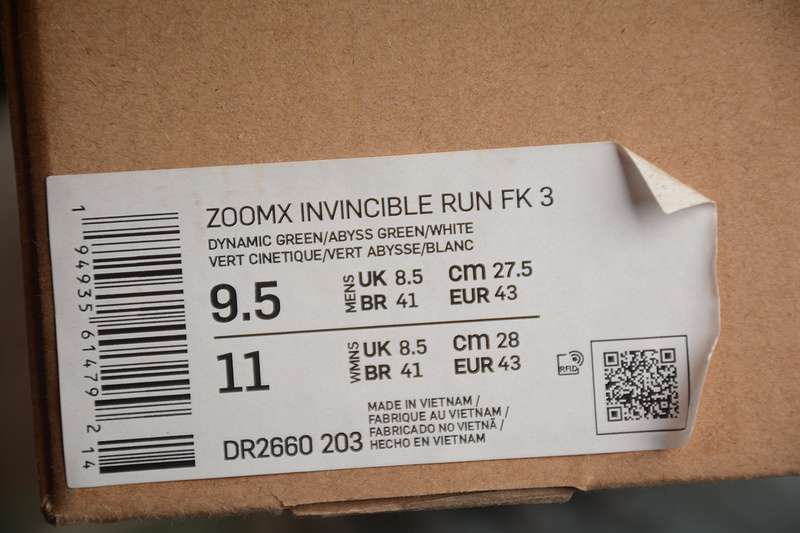 ZOOMX INVINCIBLE RUN FK 3
DYNAMIC GREEN/ABYSS GREEN/WHITE
VERT CINETIQUE/VERT ABYSSE/BLANC
9.5
MENS UK 8.5 cm 27.5
BR 41 EUR 43
11
WMNS UK 8.5 cm 28
BR 41 EUR 43
RFID
MADE IN VIETNAM /
FABRIQUE AU VIETNAM /
FABRICADO NO VIETNÃ /
HECHO EN VIETNAM
DR2660 203
1 94935 61479 2 14